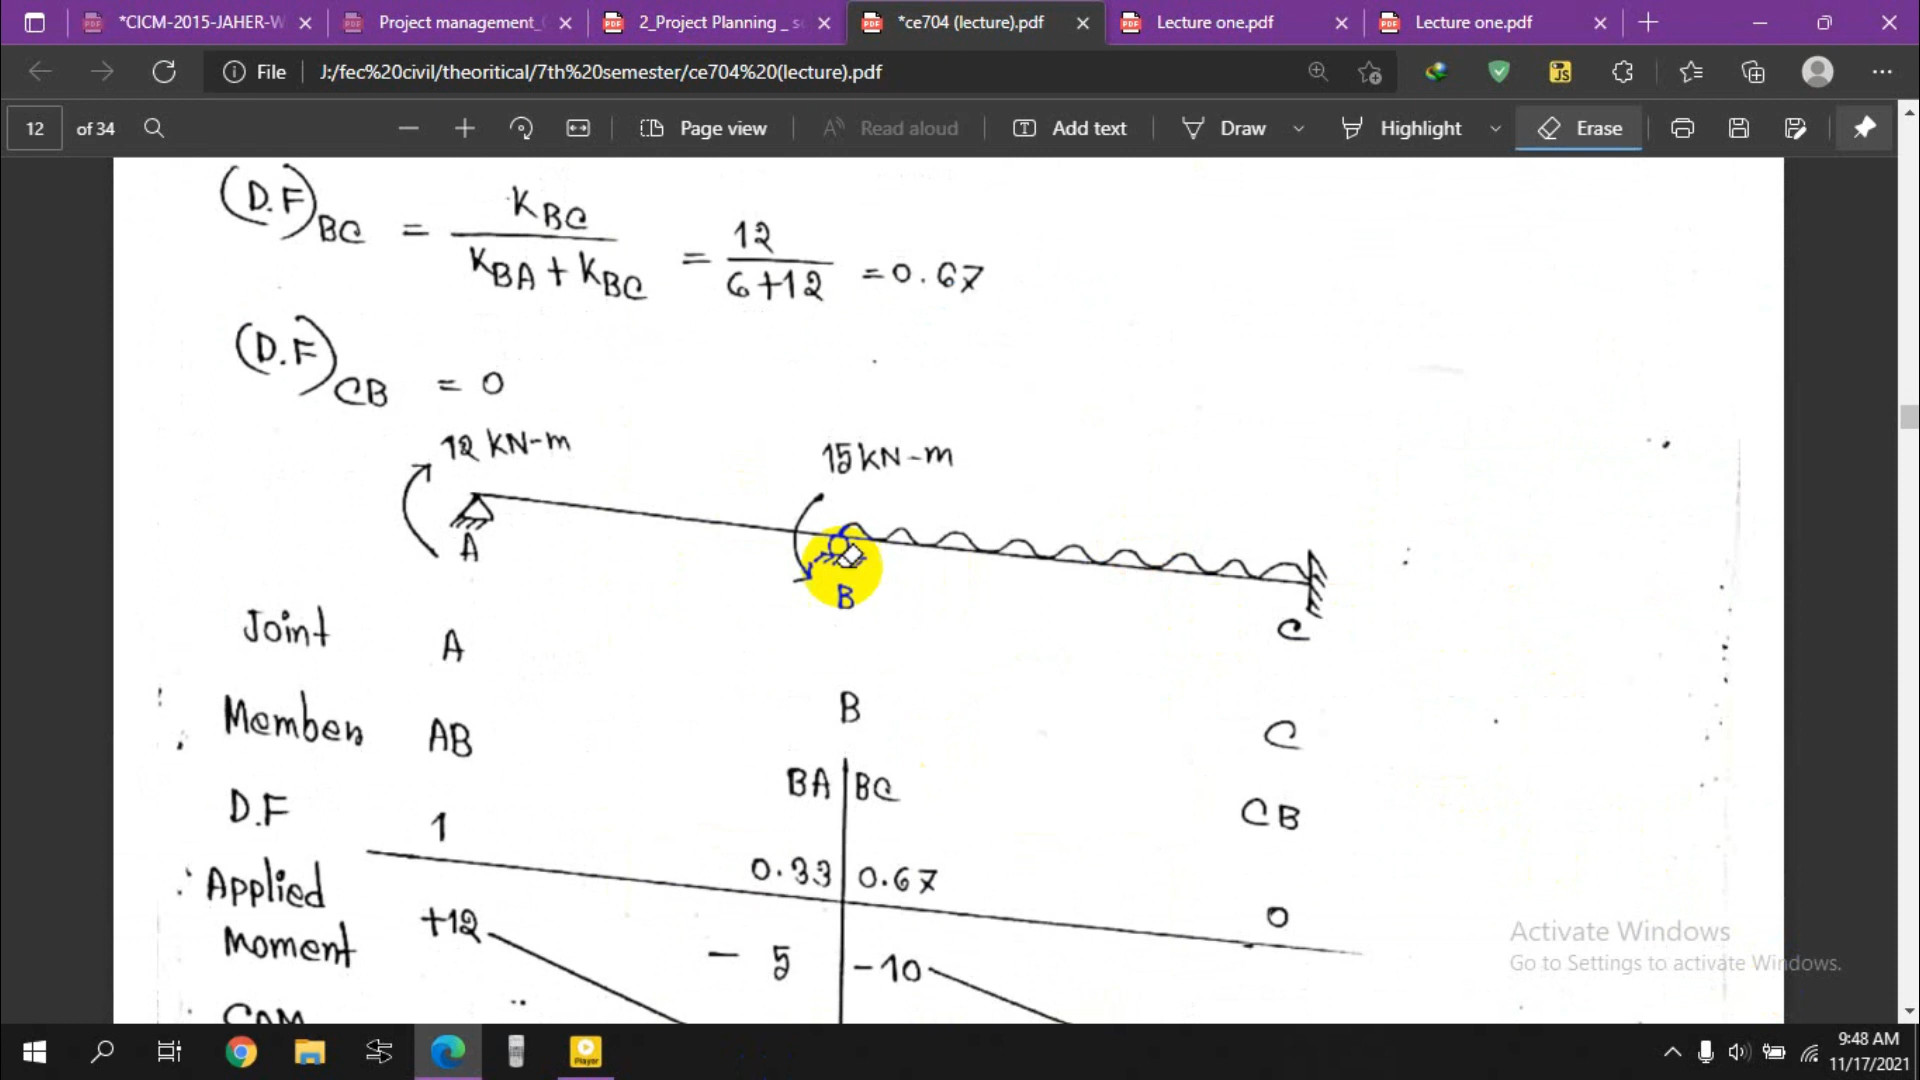 *CICM-2015-JAHER-W
Project management_
2_Project Planning _ s
*ce704 (lecture).pdf
Lecture one.pdf
Lecture one.pdf
File
J:/fec%20civil/theoritical/7th%20semester/ce704%20(lecture).pdf
12 of 34
Page view
Read aloud
Add text
Draw
Highlight
Erase
(D.F)BC = KBC / KBA + KBC = 12 / 6+12 = 0.67
(D.F)CB = 0
12 KN-m
15 KN-m
A
B
C
Joint A B C
Member AB BA BC CB
D.F 1 0.33 0.67 0
Applied
Moment +12 - 5 -10
COM
Activate Windows
Go to Settings to activate Windows.
Player
9:48 AM
11/17/2021